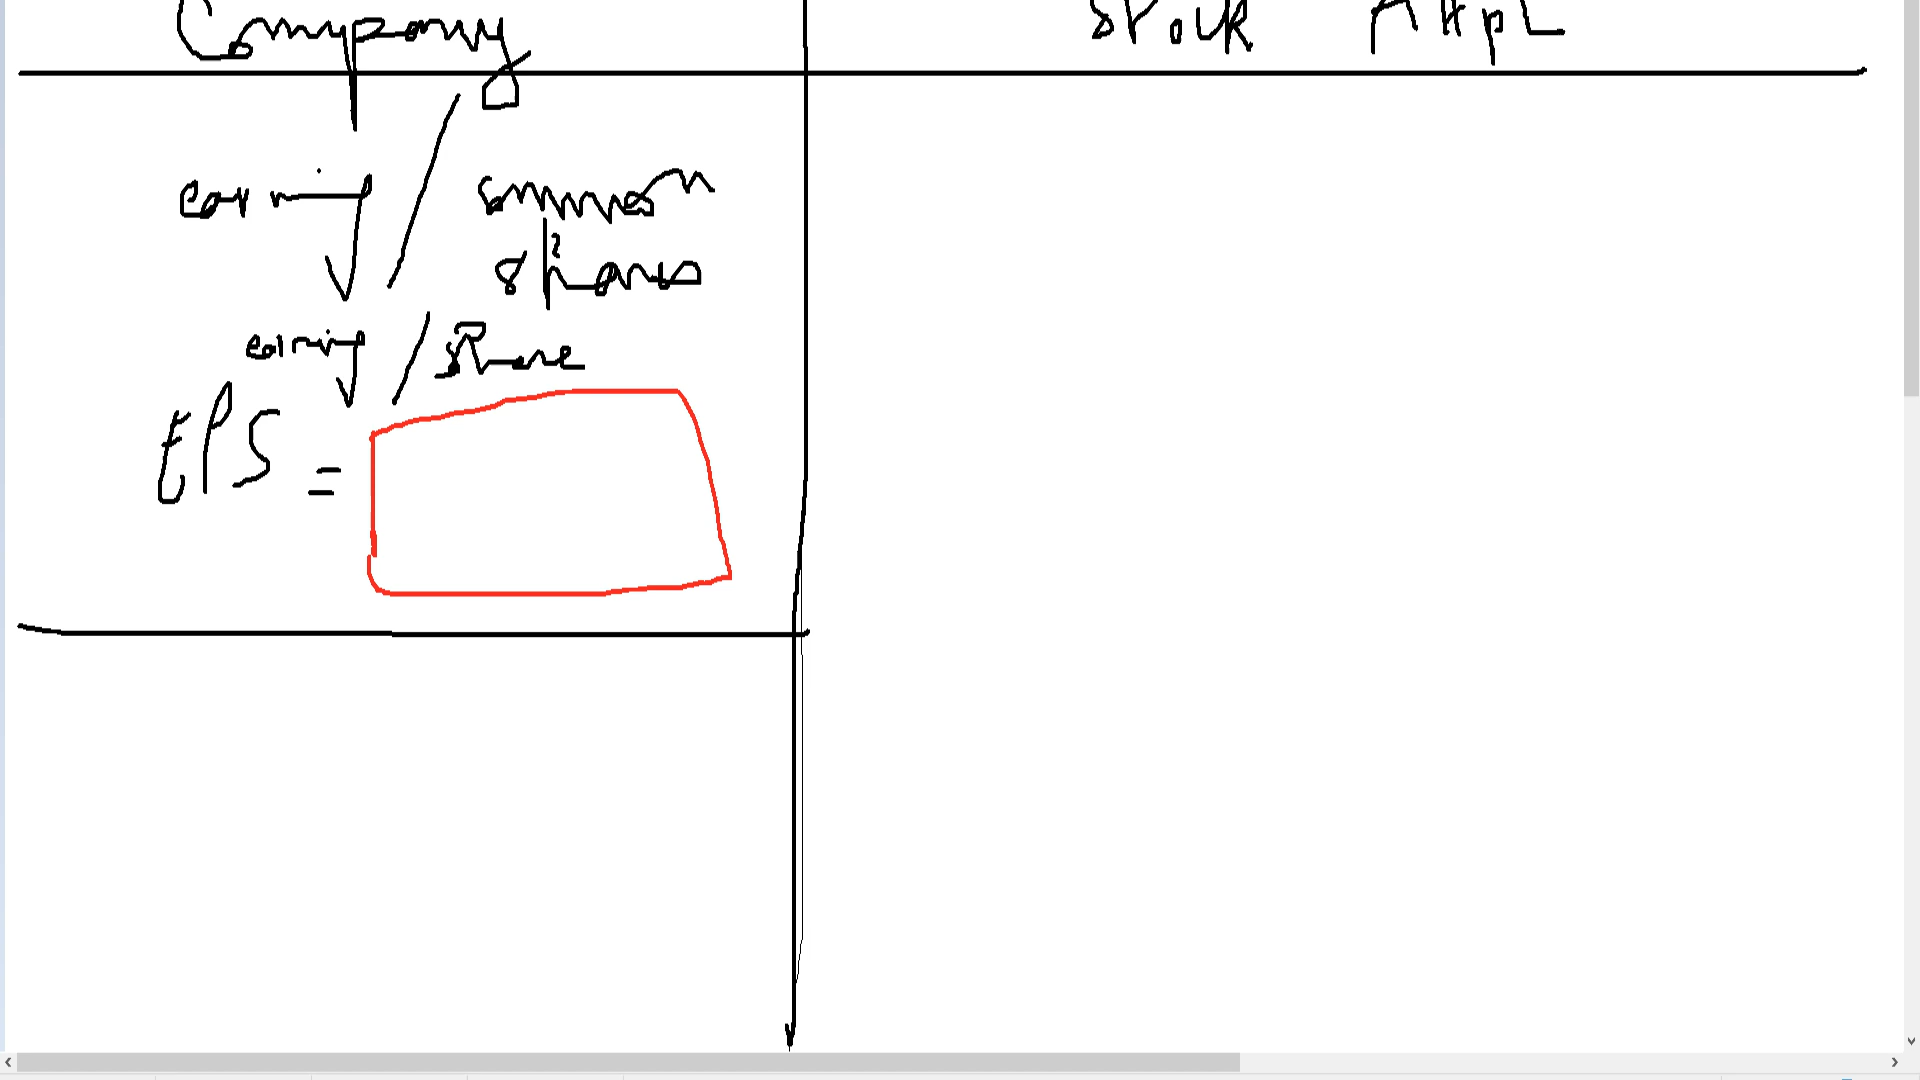 Company
Stock AAPL
earning / common shares
earning / share
EPS =